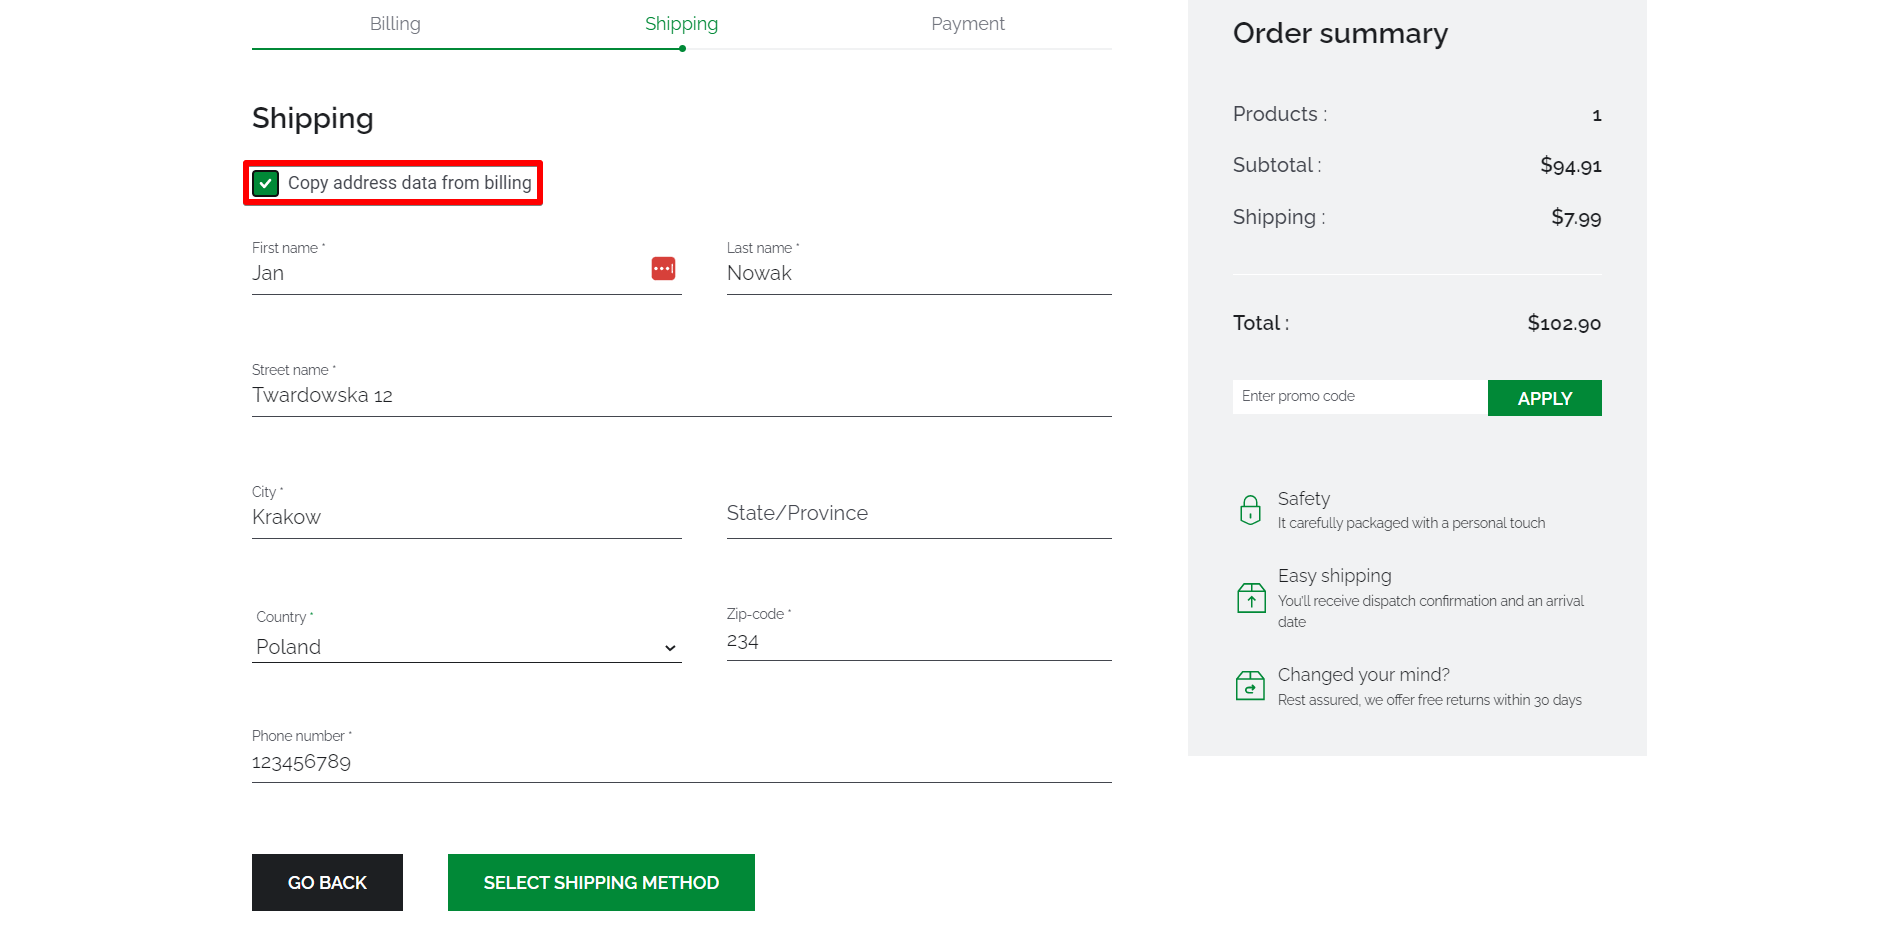 Billing
Shipping
Payment
Shipping
Copy address data from billing
First name *
Jan
Last name *
Nowak
Street name *
Twardowska 12
City *
Krakow
State/Province
Country *
Poland
Zip-code *
234
Phone number *
123456789
GO BACK
SELECT SHIPPING METHOD
Order summary
Products : 1
Subtotal : $94.91
Shipping : $7.99
Total : $102.90
Enter promo code
APPLY
Safety
It carefully packaged with a personal touch
Easy shipping
You'll receive dispatch confirmation and an arrival
date
Changed your mind?
Rest assured, we offer free returns within 30 days